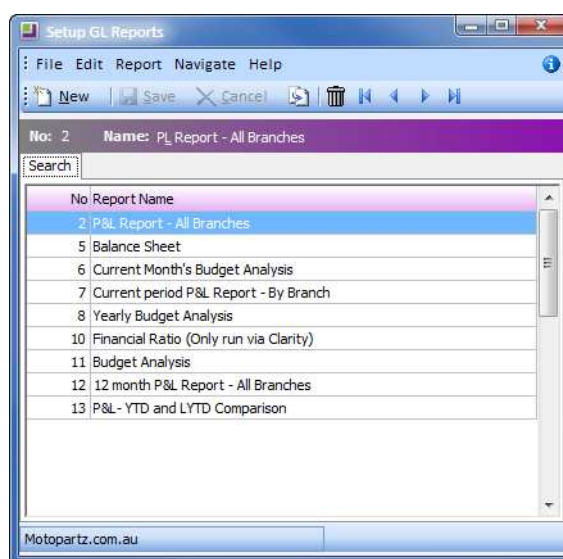 Setup GL Reports
File Edit Report Navigate Help
New Save Cancel
No: 2 Name: PL Report - All Branches
Search
No Report Name
2 P&L Report - All Branches
5 Balance Sheet
6 Current Month's Budget Analysis
7 Current period P&L Report - By Branch
8 Yearly Budget Analysis
10 Financial Ratio (Only run via Clarity)
11 Budget Analysis
12 12 month P&L Report - All Branches
13 P&L- YTD and LYTD Comparison
Motopartz.com.au